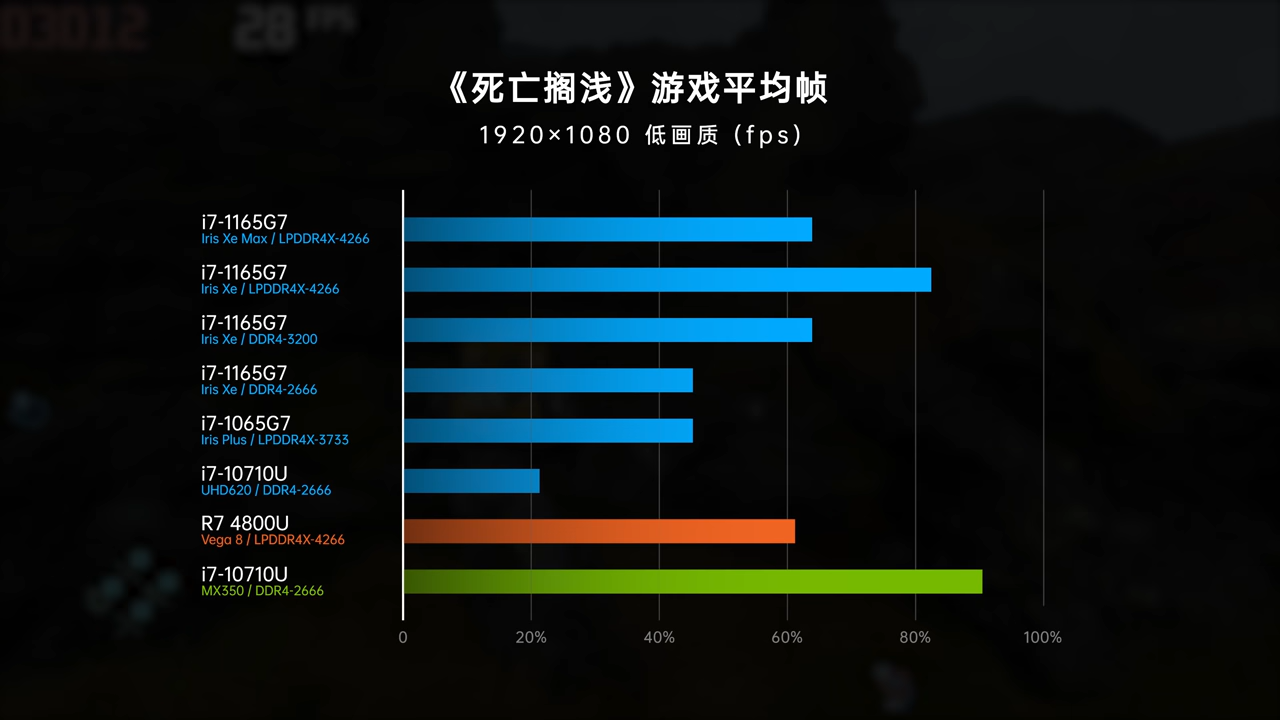 03012
28 FPS
《死亡搁浅》游戏平均帧
1920×1080 低画质 (fps)
i7-1165G7
Iris Xe Max / LPDDR4X-4266
i7-1165G7
Iris Xe / LPDDR4X-4266
i7-1165G7
Iris Xe / DDR4-3200
i7-1165G7
Iris Xe / DDR4-2666
i7-1065G7
Iris Plus / LPDDR4X-3733
i7-10710U
UHD620 / DDR4-2666
R7 4800U
Vega 8 / LPDDR4X-4266
i7-10710U
MX350 / DDR4-2666
0 20% 40% 60% 80% 100%